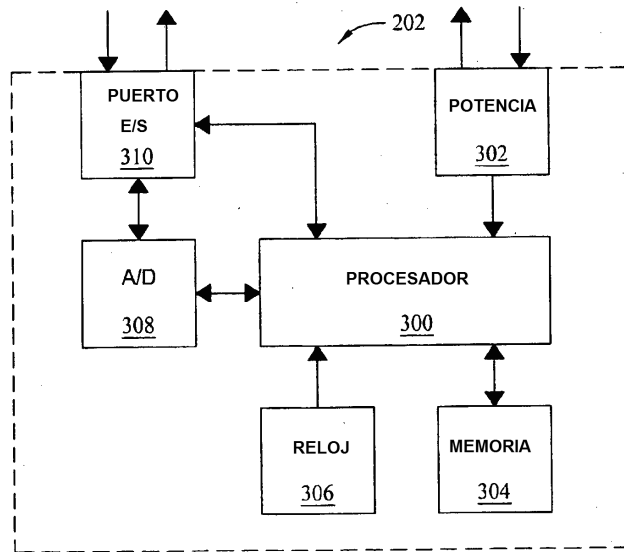 202
PUERTO
E/S
310
POTENCIA
302
A/D
308
PROCESADOR
300
RELOJ
306
MEMORIA
304